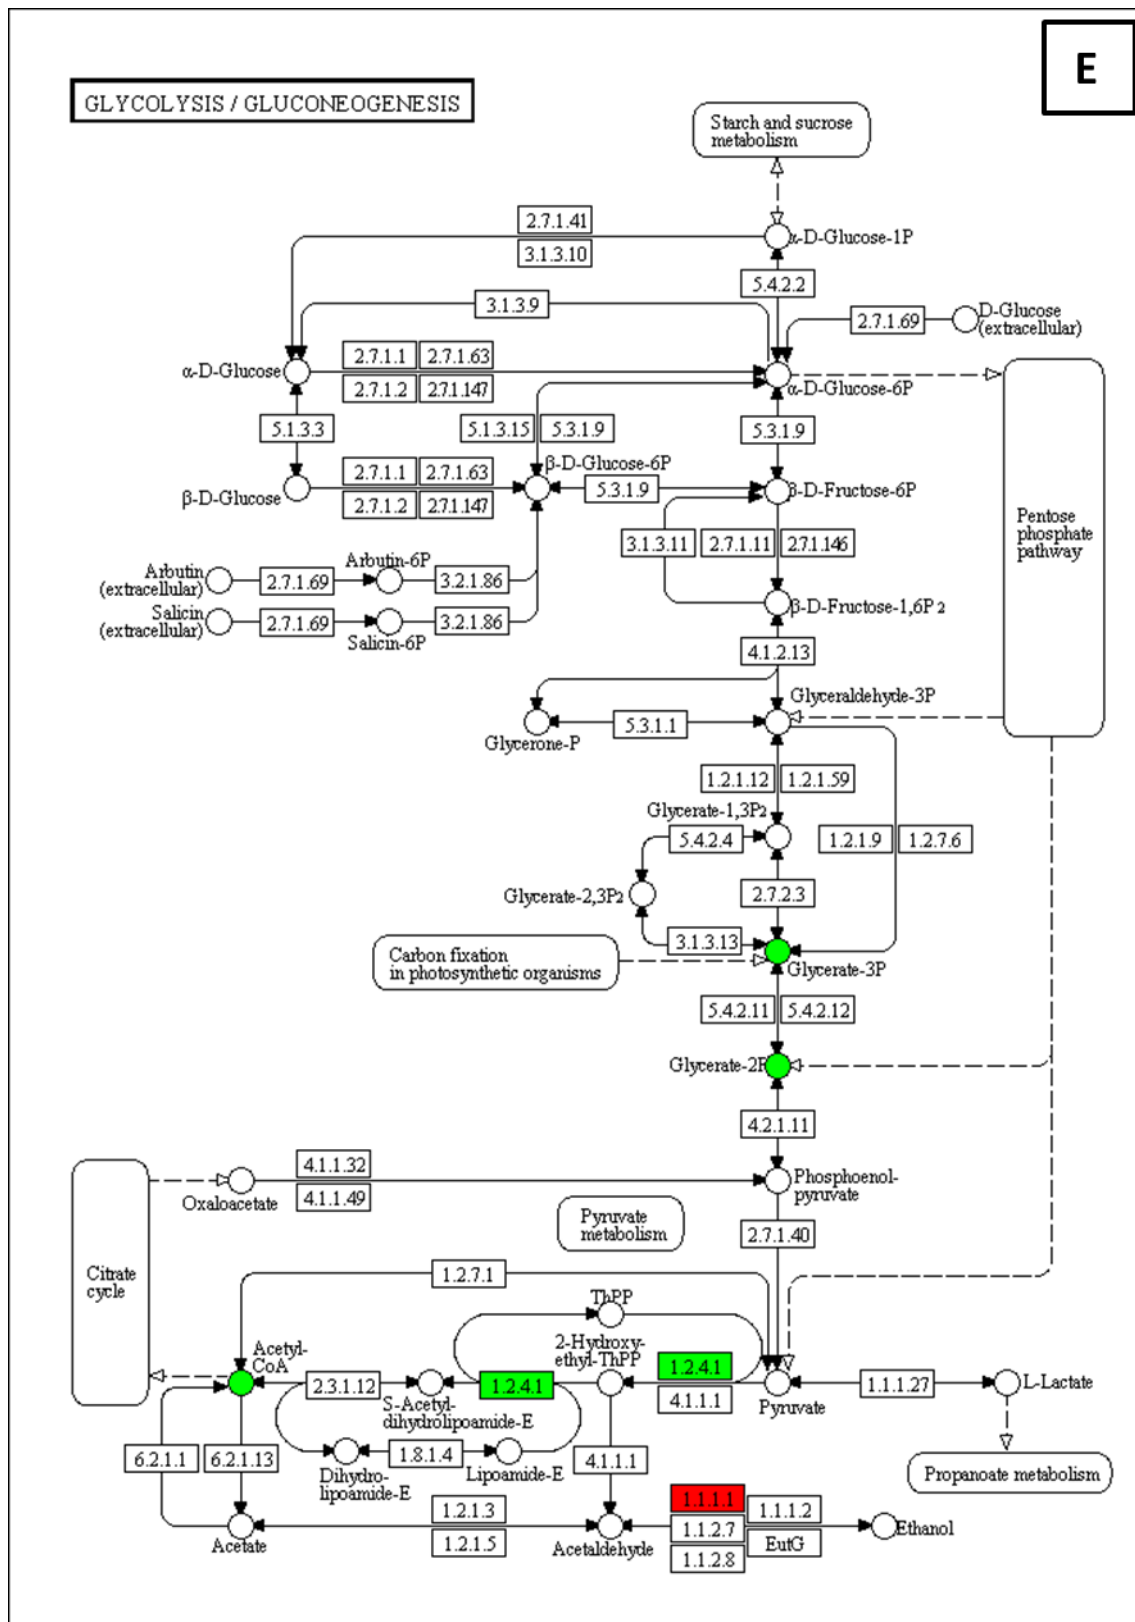 E
GLYCOLYSIS / GLUCONEOGENESIS
Starch and sucrose
metabolism
2.7.1.41
α-D-Glucose-1P
3.1.3.10
5.4.2.2
3.1.3.9
2.7.1.69
D-Glucose
(extracellular)
α-D-Glucose
2.7.1.1
2.7.1.63
2.7.1.2
2.7.1.147
α-D-Glucose-6P
5.1.3.3
5.1.3.15
5.3.1.9
5.3.1.9
β-D-Glucose
2.7.1.1
2.7.1.63
2.7.1.2
2.7.1.147
β-D-Glucose-6P
5.3.1.9
β-D-Fructose-6P
Pentose
phosphate
pathway
3.1.3.11
2.7.1.11
2.7.1.146
Arbutin
(extracellular)
2.7.1.69
Arbutin-6P
3.2.1.86
Salicin
(extracellular)
2.7.1.69
Salicin-6P
3.2.1.86
β-D-Fructose-1,6P2
4.1.2.13
Glyceraldehyde-3P
Glycerone-P
5.3.1.1
1.2.1.12
1.2.1.59
Glycerate-1,3P2
5.4.2.4
1.2.1.9
1.2.7.6
Glycerate-2,3P2
2.7.2.3
3.1.3.13
Carbon fixation
in photosynthetic organisms
Glycerate-3P
5.4.2.11
5.4.2.12
Glycerate-2P
4.2.1.11
4.1.1.32
Oxaloacetate
4.1.1.49
Phosphoenol-
pyruvate
Pyruvate
metabolism
2.7.1.40
Citrate
cycle
1.2.7.1
ThPP
2-Hydroxy-
ethyl-ThPP
Acetyl-
CoA
2.3.1.12
S-Acetyl-
dihydrolipoamide-E
1.2.4.1
1.2.4.1
4.1.1.1
Pyruvate
1.1.1.27
L-Lactate
6.2.1.1
6.2.1.13
Dihydro-
lipoamide-E
1.8.1.4
Lipoamide-E
4.1.1.1
Propanoate metabolism
Acetate
1.2.1.3
1.2.1.5
Acetaldehyde
1.1.1.1
1.1.2.7
1.1.2.8
1.1.1.2
EutG
Ethanol